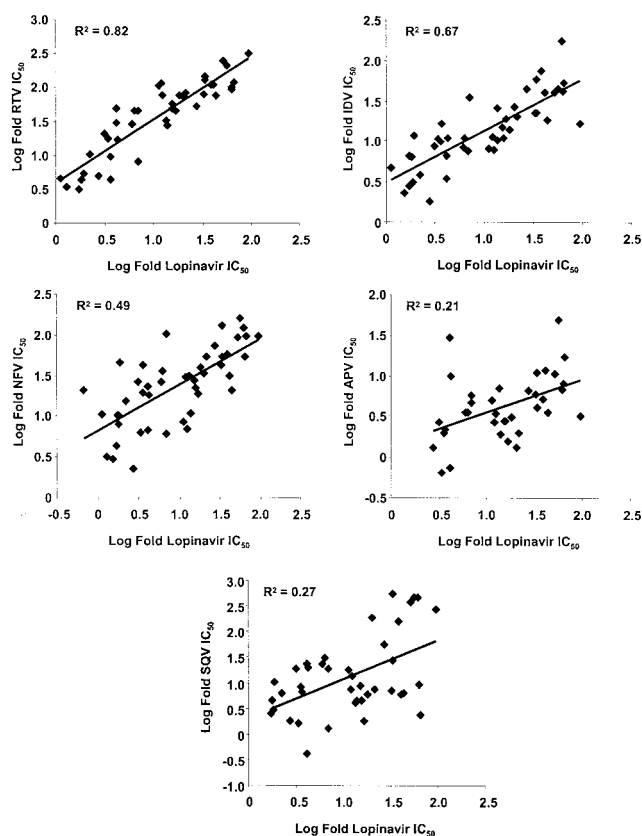 R² = 0.82
Log Fold RTV IC50
3.0
2.5
2.0
1.5
1.0
0.5
0
0 0.5 1.0 1.5 2.0 2.5
Log Fold Lopinavir IC50
R² = 0.67
Log Fold IDV IC50
2.5
2.0
1.5
1.0
0.5
0
0 0.5 1.0 1.5 2.0 2.5
Log Fold Lopinavir IC50
R² = 0.49
Log Fold NFV IC50
2.5
2.0
1.5
1.0
0.5
0
-0.5 0 0.5 1.0 1.5 2.0 2.5
Log Fold Lopinavir IC50
R² = 0.21
Log Fold APV IC50
2.0
1.5
1.0
0.5
0
-0.5
0 0.5 1.0 1.5 2.0 2.5
Log Fold Lopinavir IC50
R² = 0.27
Log Fold SQV IC50
3.0
2.5
2.0
1.5
1.0
0.5
0
-0.5
-1.0
0 0.5 1.0 1.5 2.0 2.5
Log Fold Lopinavir IC50